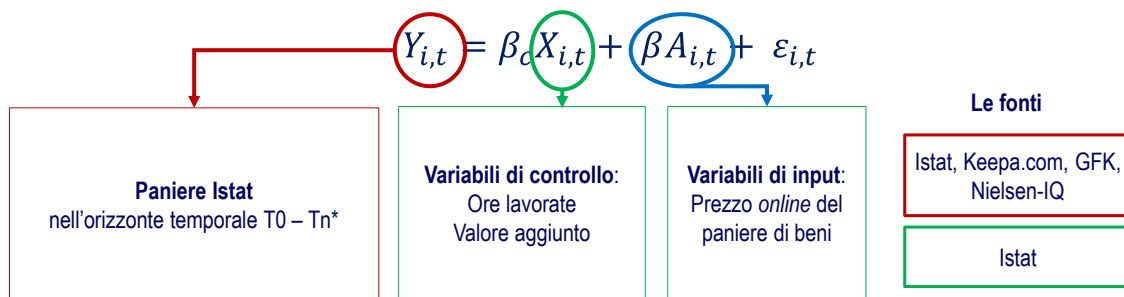 Y_{i,t} = β_c X_{i,t} + β A_{i,t} + ε_{i,t}
Paniere Istat
nell'orizzonte temporale T0 – Tn*
Variabili di controllo:
Ore lavorate
Valore aggiunto
Variabili di input:
Prezzo online del
paniere di beni
Le fonti
Istat, Keepa.com, GFK,
Nielsen-IQ
Istat